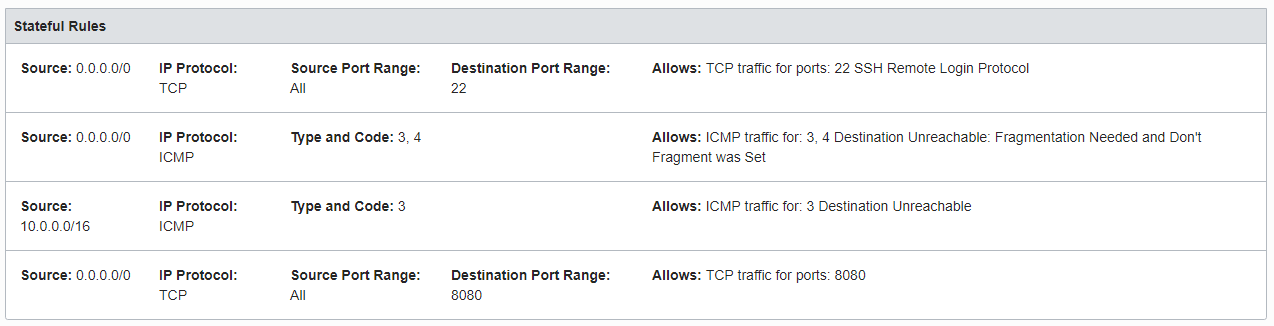 Stateful Rules
Source: 0.0.0.0/0 IP Protocol: Source Port Range: Destination Port Range: Allows: TCP traffic for ports: 22 SSH Remote Login Protocol
TCP All 22
Source: 0.0.0.0/0 IP Protocol: Type and Code: 3, 4 Allows: ICMP traffic for: 3, 4 Destination Unreachable: Fragmentation Needed and Don't
ICMP Fragment was Set
Source: IP Protocol: Type and Code: 3 Allows: ICMP traffic for: 3 Destination Unreachable
10.0.0.0/16 ICMP
Source: 0.0.0.0/0 IP Protocol: Source Port Range: Destination Port Range: Allows: TCP traffic for ports: 8080
TCP All 8080